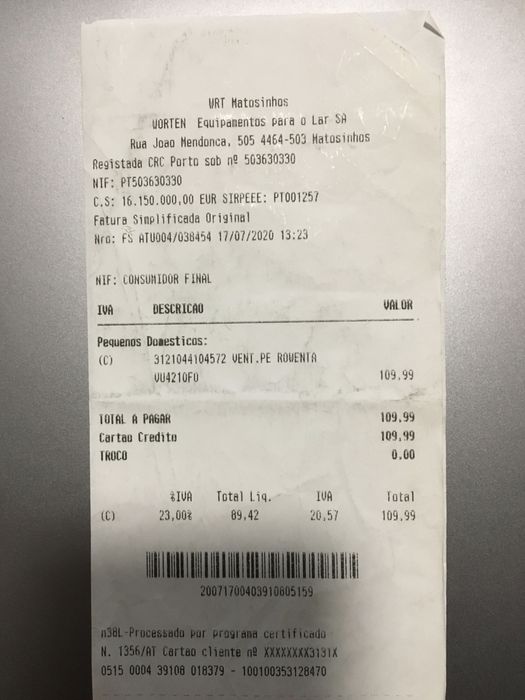 WRT Matosinhos
WORTEN Equipamentos para o Lar SA
Rua Joao Mendonca, 505 4464-503 Matosinhos
Registada CRC Porto sob nº 503630330
NIF: PT503630330
C.S: 16.150.000,00 EUR SIRPEEE: PT001257
Fatura Simplificada Original
Nro: FS ATU004/038454 17/07/2020 13:23
NIF: CONSUMIDOR FINAL
IVA DESCRICAO VALOR
Pequenos Domesticos:
(C) 3121044104572 VENT.PE ROWENTA
VU4210F0 109.99
TOTAL A PAGAR 109,99
Cartao Credito 109,99
TROCO 0.00
%IVA Total Liq. IVA Total
(C) 23,00% 89,42 20,57 109,99
20071700403910805159
n38L-Processado por programa certificado
N. 1356/AT Cartao cliente nº XXXXXXXX3131X
0515 0004 39108 018379 - 100100353128470